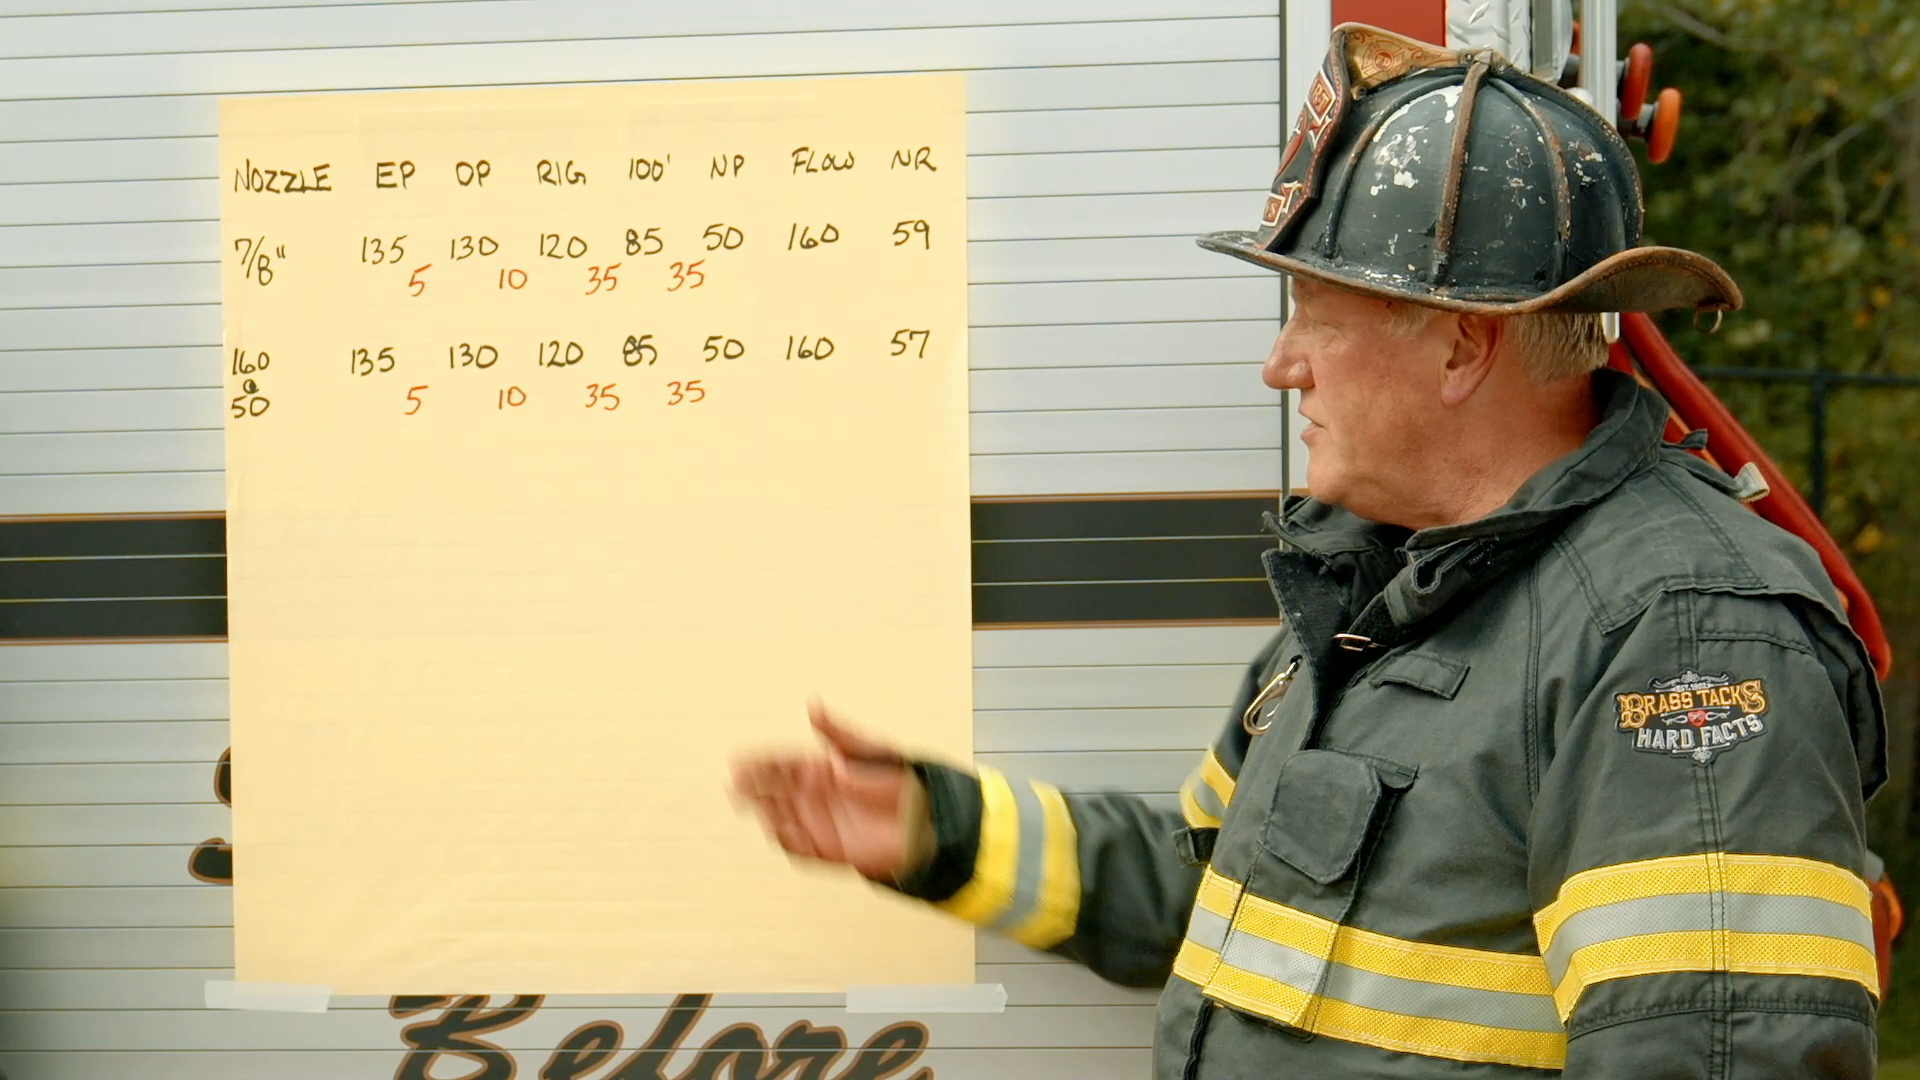 NOZZLE EP DP RIG 100' NP FLOW NR
7/8" 135 130 120 85 50 160 59
5 10 35 35
160 135 130 120 85 50 160 57
@
50 5 10 35 35
BRASS TACKS
HARD FACTS
Before